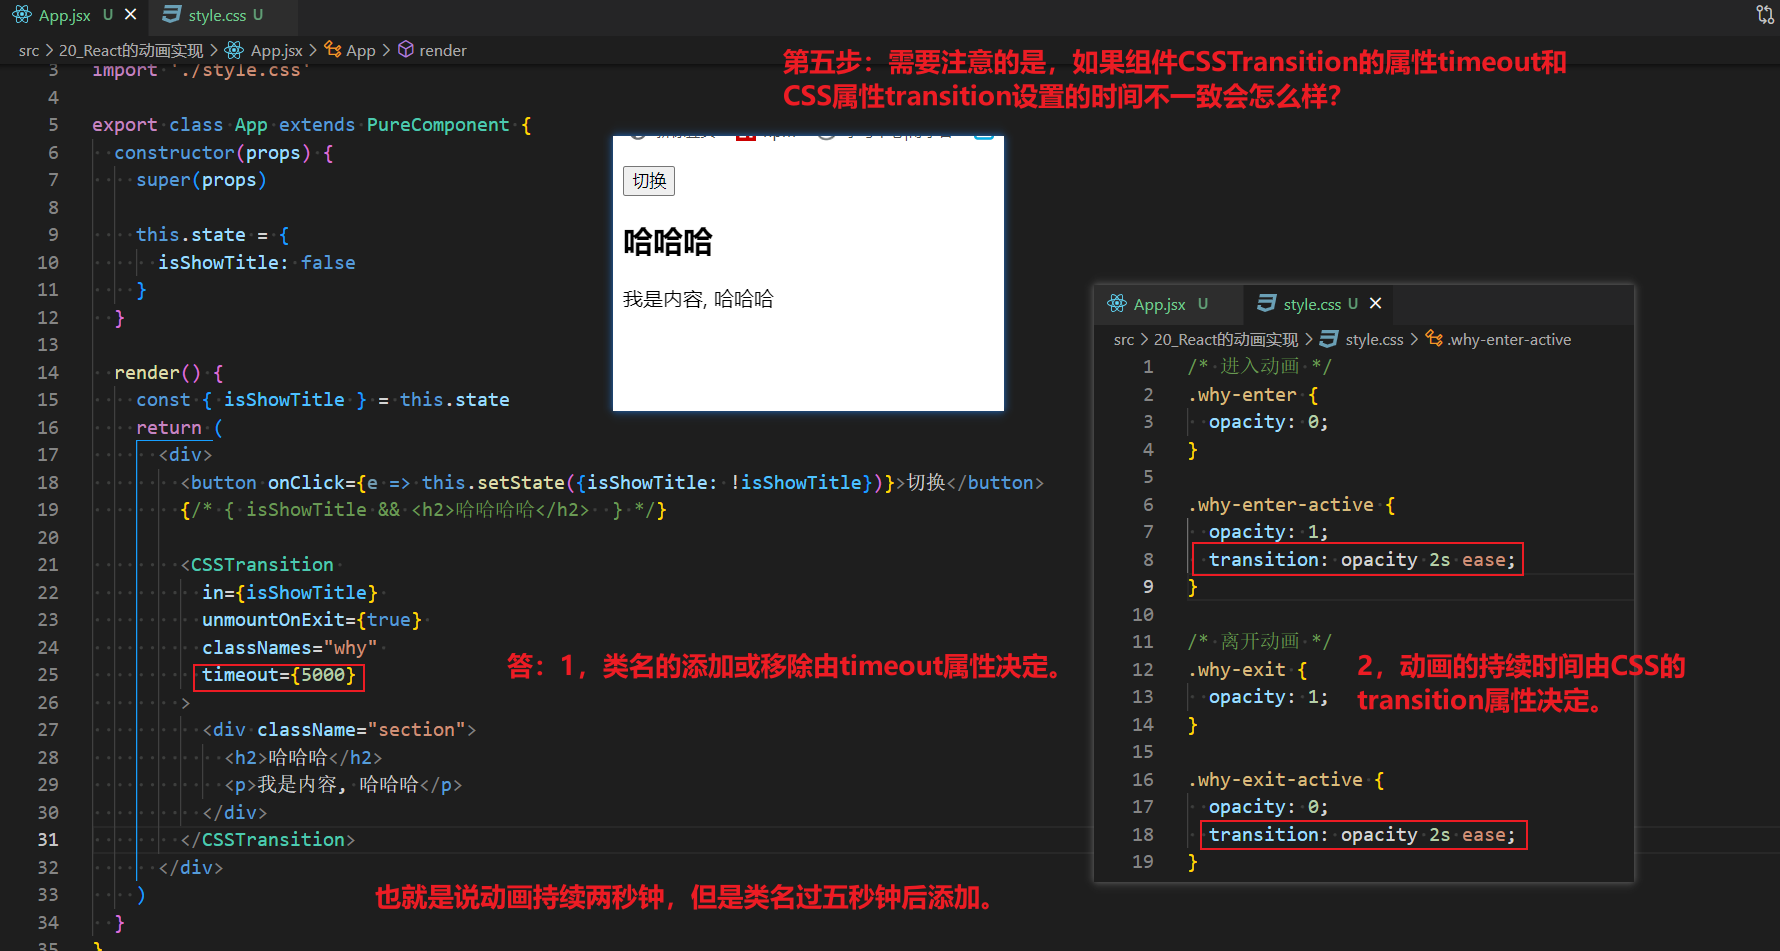 App.jsx U
style.css U
src > 20_React的动画实现 > App.jsx > App > render
第五步：需要注意的是，如果组件CSSTransition的属性timeout和
CSS属性transition设置的时间不一致会怎么样？
3 import './style.css'
4
5 export class App extends PureComponent {
6 constructor(props) {
7 super(props)
8
9 this.state = {
10 isShowTitle: false
11 }
12 }
13
14 render() {
15 const { isShowTitle } = this.state
16 return (
17 <div>
18 <button onClick={e => this.setState({isShowTitle: !isShowTitle})}>切换</button>
19 {/* { isShowTitle && <h2>哈哈哈哈</h2> } */}
20
21 <CSSTransition
22 in={isShowTitle}
23 unmountOnExit={true}
24 classNames="why"
25 timeout={5000}
26 >
27 <div className="section">
28 <h2>哈哈哈</h2>
29 <p>我是内容, 哈哈哈</p>
30 </div>
31 </CSSTransition>
32 </div>
33 )
34 }
35 }
切换
哈哈哈
我是内容, 哈哈哈
答：1，类名的添加或移除由timeout属性决定。
也就是说动画持续两秒钟，但是类名过五秒钟后添加。
App.jsx U
style.css U
src > 20_React的动画实现 > style.css > .why-enter-active
1 /* 进入动画 */
2 .why-enter {
3 opacity: 0;
4 }
5
6 .why-enter-active {
7 opacity: 1;
8 transition: opacity 2s ease;
9 }
10
11 /* 离开动画 */
12 .why-exit {
13 opacity: 1;
14 }
15
16 .why-exit-active {
17 opacity: 0;
18 transition: opacity 2s ease;
19 }
2，动画的持续时间由CSS的
transition属性决定。